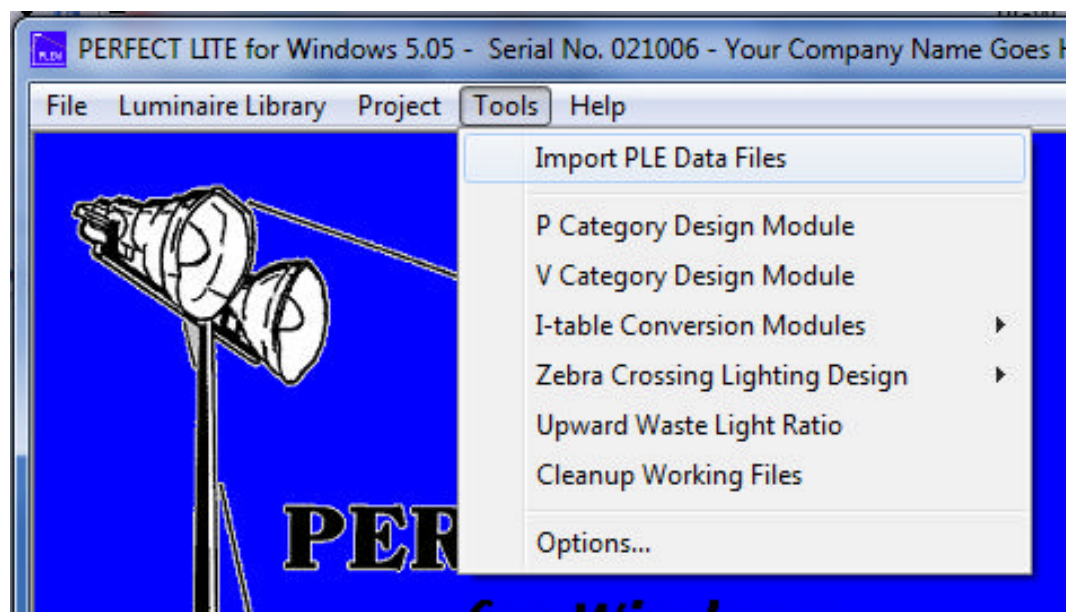 PERFECT LITE for Windows 5.05 - Serial No. 021006 - Your Company Name Goes
File Luminaire Library Project Tools Help
Import PLE Data Files
P Category Design Module
V Category Design Module
I-table Conversion Modules
Zebra Crossing Lighting Design
Upward Waste Light Ratio
Cleanup Working Files
Options...
PER